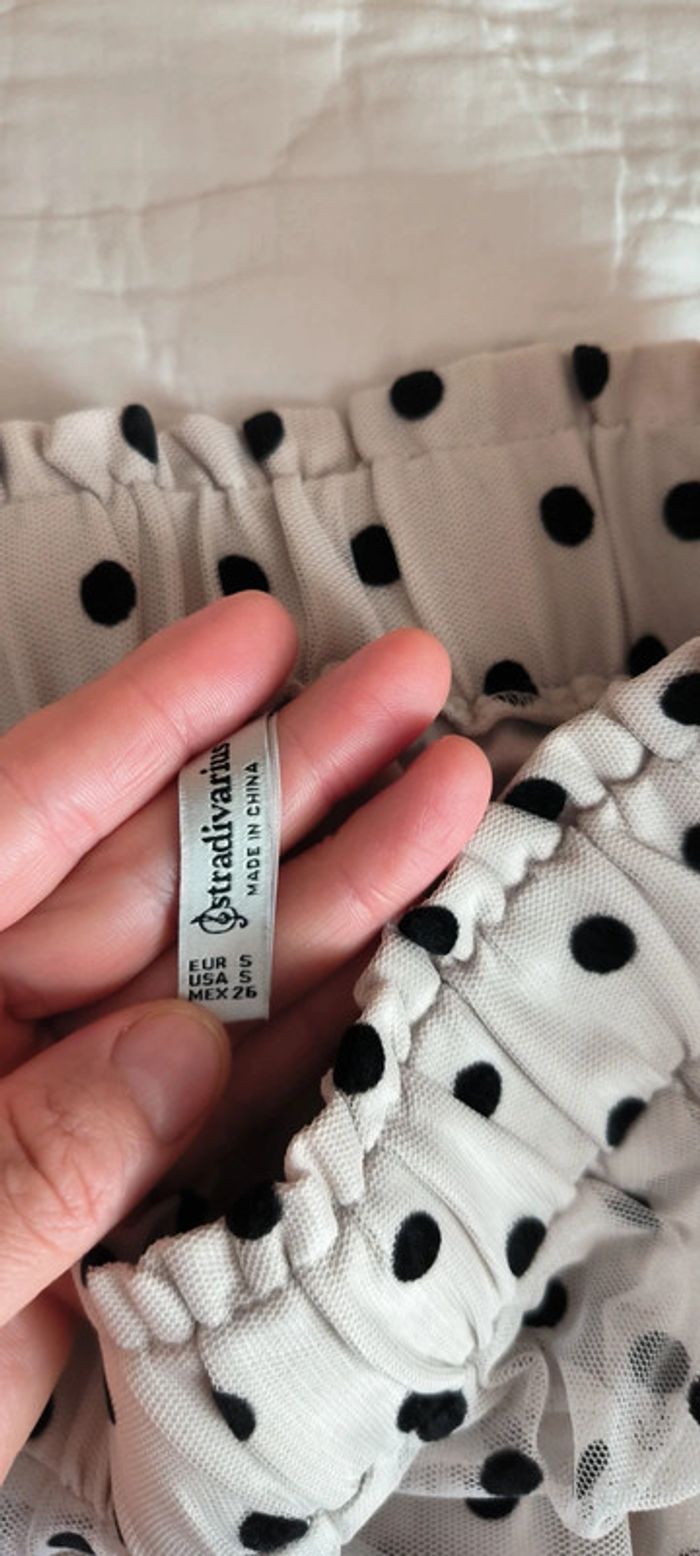 stradivarius
MADE IN CHINA
EUR S
USA S
MEX 26